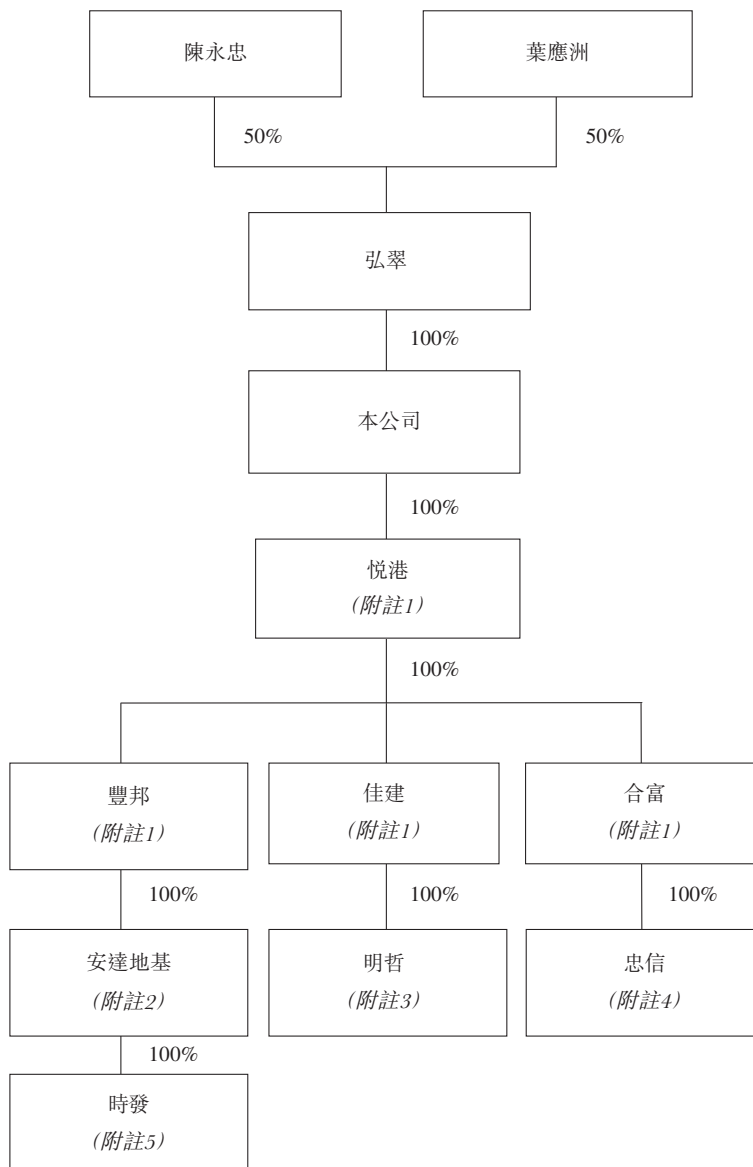 陳永忠
葉應洲
50%
50%
弘翠
100%
本公司
100%
悅港
(附註1)
100%
豐邦
(附註1)
佳建
(附註1)
合富
(附註1)
100%
100%
100%
安達地基
(附註2)
明哲
(附註3)
忠信
(附註4)
100%
時發
(附註5)